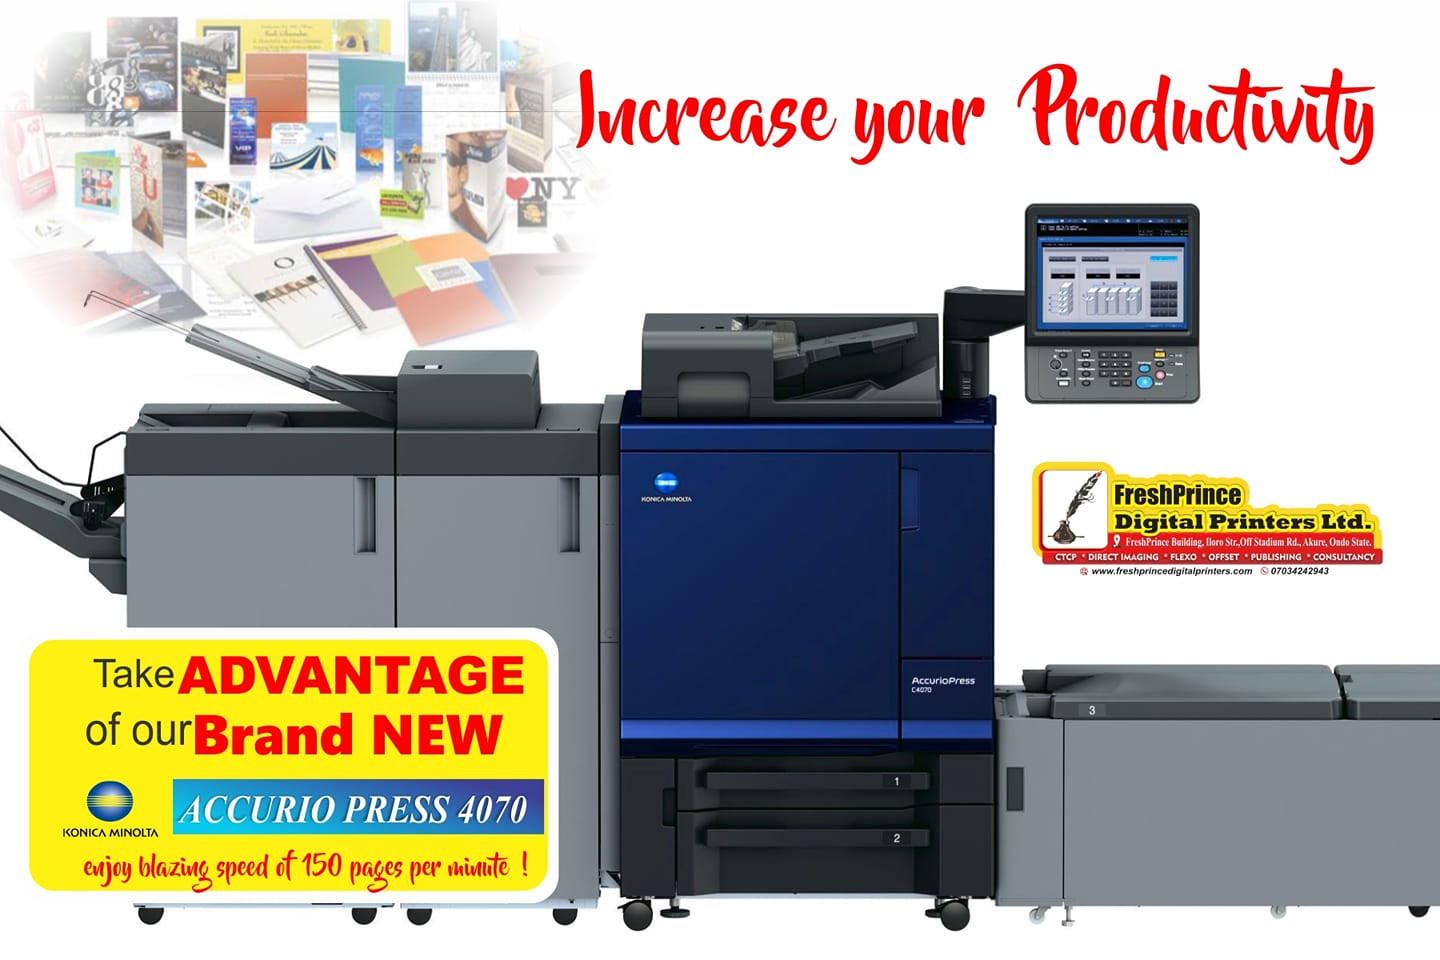 Increase your Productivity
VIP
NY
KONICA MINOLTA
FreshPrince
Digital Printers Ltd.
FreshPrince Building, Iloro Str.,Off Stadium Rd., Akure, Ondo State.
CTCP * DIRECT IMAGING * FLEXO * OFFSET * PUBLISHING * CONSULTANCY
www.freshprincedigitalprinters.com 07034242943
AccurioPress
C4070
3
1
2
Take ADVANTAGE
of our Brand NEW
KONICA MINOLTA
ACCURIO PRESS 4070
enjoy blazing speed of 150 pages per minute !